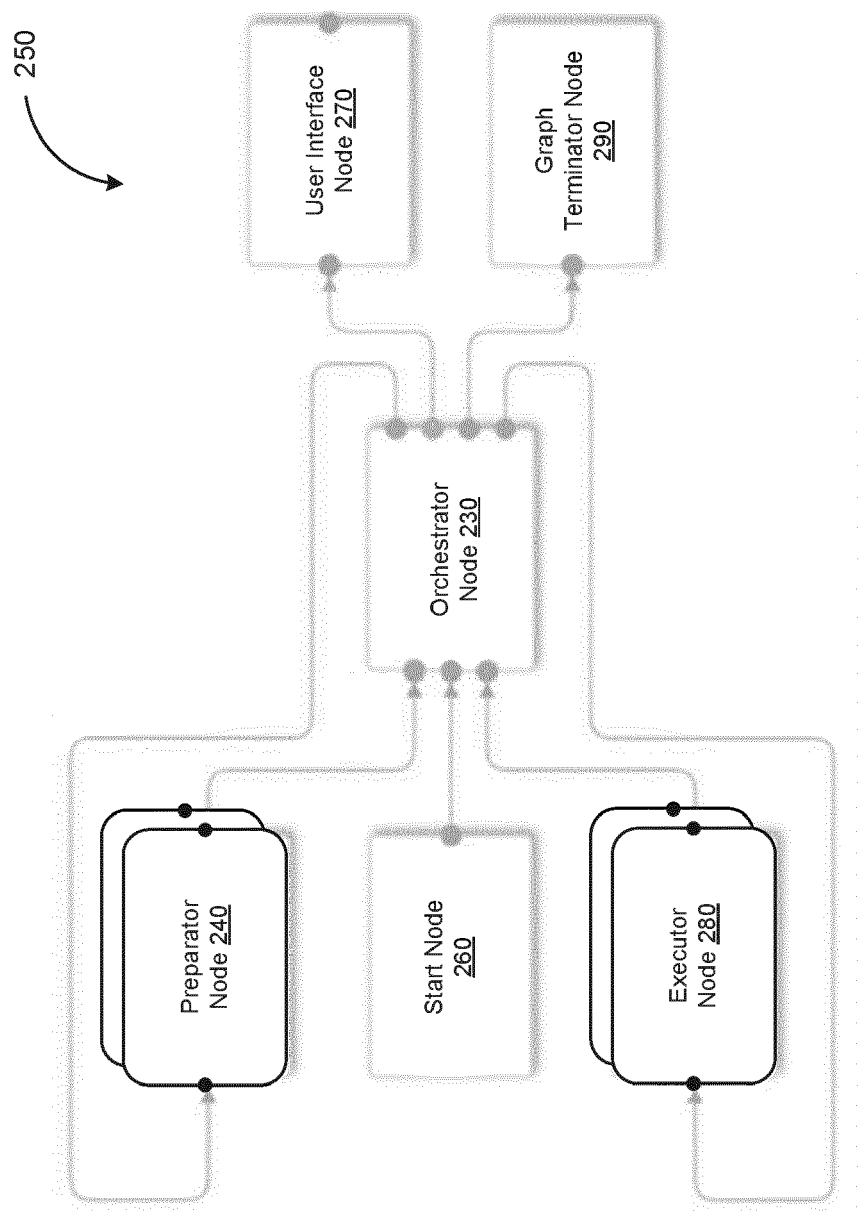 250
User Interface
Node 270
Graph
Terminator Node
290
Orchestrator
Node 230
Preparator
Node 240
Start Node
260
Executor
Node 280